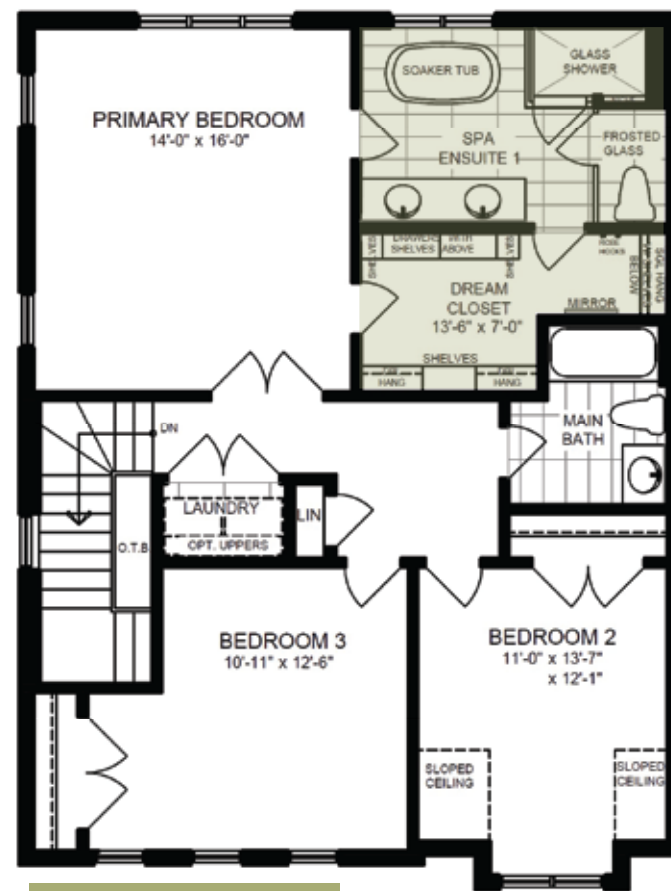 PRIMARY BEDROOM
14'-0" x 16'-0"
SOAKER TUB
GLASS
SHOWER
SPA
ENSUITE 1
FROSTED
GLASS
SHELVES
DRAWERS WITH
SHELVES ABOVE
SHELVES
ROBE
HOOKS
DREAM
CLOSET
13'-6" x 7'-0"
MIRROR
BELOW
SHELVES
HANG
HANG
DN
MAIN
BATH
LAUNDRY
LIN
OPT. UPPERS
O.T.B
BEDROOM 3
10'-11" x 12'-6"
BEDROOM 2
11'-0" x 13'-7"
x 12'-1"
SLOPED
CEILING
SLOPED
CEILING